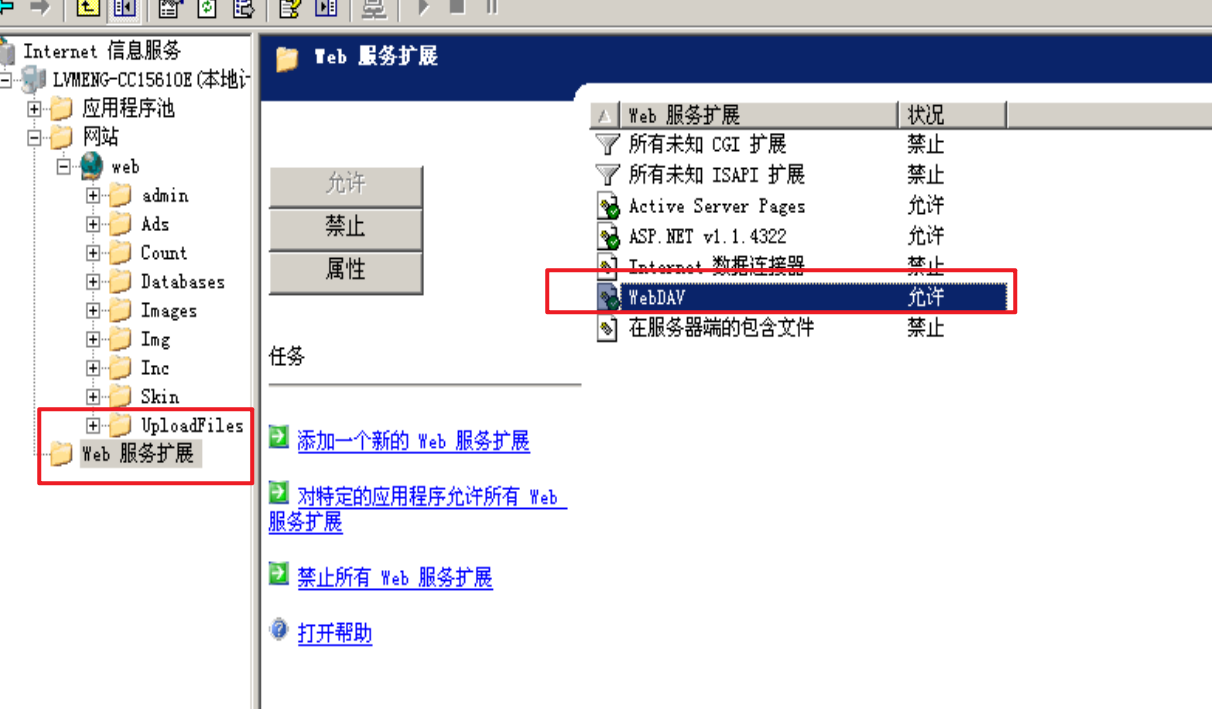 Internet 信息服务
LVMENG-CC15610E(本地计
应用程序池
网站
web
admin
Ads
Count
Databases
Images
Img
Inc
Skin
UploadFiles
Web 服务扩展
Web 服务扩展
允许
禁止
属性
任务
添加一个新的 Web 服务扩展
对特定的应用程序允许所有 Web
服务扩展
禁止所有 Web 服务扩展
打开帮助
Web 服务扩展 状况
所有未知 CGI 扩展 禁止
所有未知 ISAPI 扩展 禁止
Active Server Pages 允许
ASP.NET v1.1.4322 允许
Internet 数据连接器 禁止
WebDAV 允许
在服务器端的包含文件 禁止